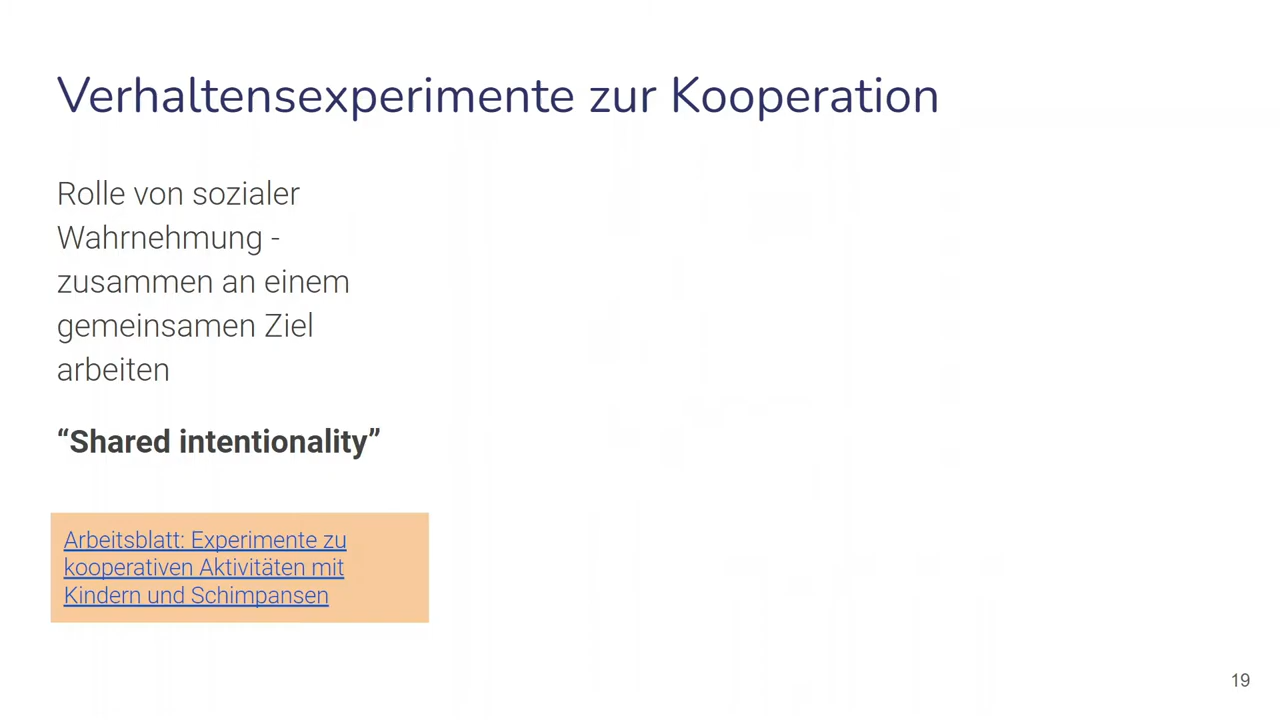 Verhaltensexperimente zur Kooperation
Rolle von sozialer
Wahrnehmung -
zusammen an einem
gemeinsamen Ziel
arbeiten
“Shared intentionality”
Arbeitsblatt: Experimente zu
kooperativen Aktivitäten mit
Kindern und Schimpansen
19